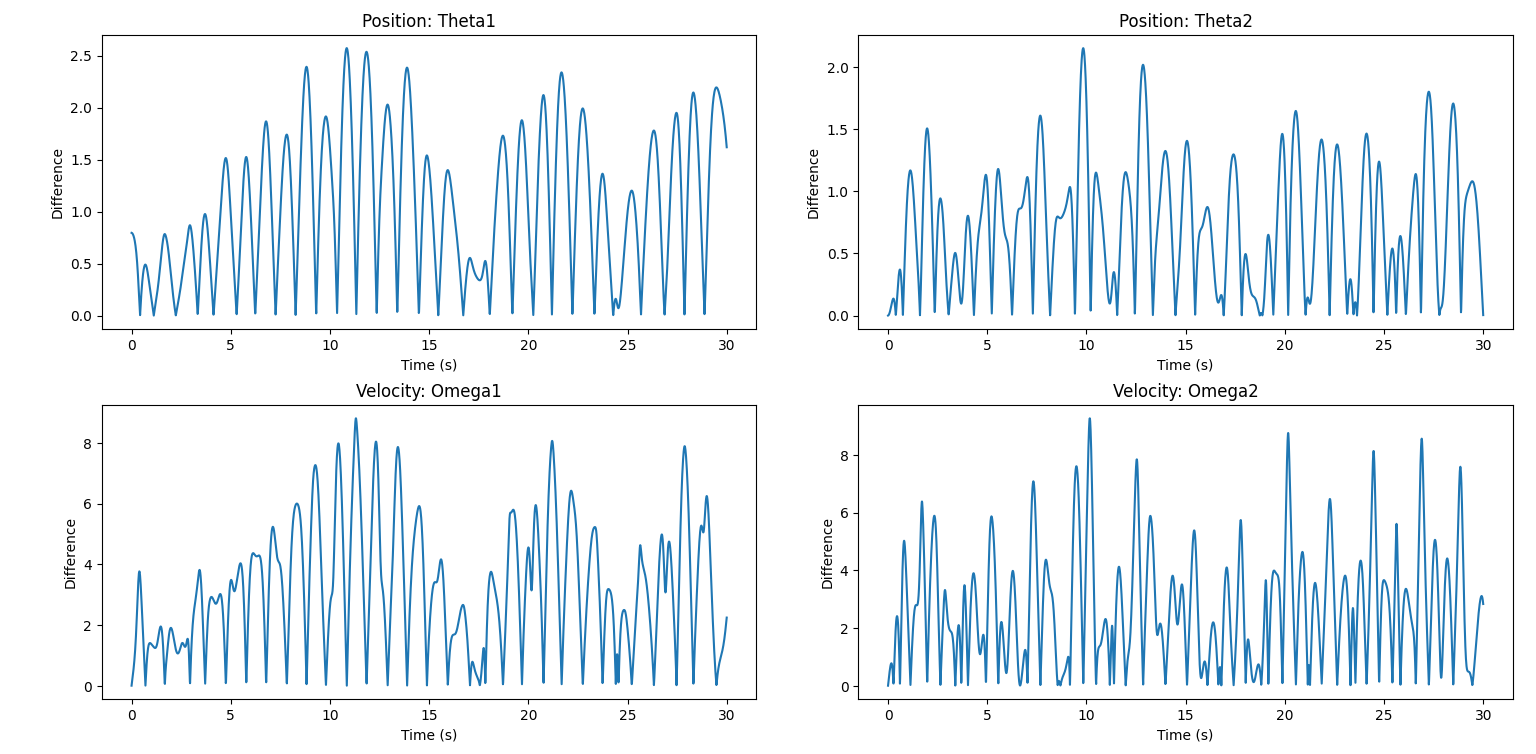 Position: Theta1
Difference
2.5
2.0
1.5
1.0
0.5
0.0
0 5 10 15 20 25 30
Time (s)
Position: Theta2
Difference
2.0
1.5
1.0
0.5
0.0
0 5 10 15 20 25 30
Time (s)
Velocity: Omega1
Difference
8
6
4
2
0
0 5 10 15 20 25 30
Time (s)
Velocity: Omega2
Difference
8
6
4
2
0
0 5 10 15 20 25 30
Time (s)